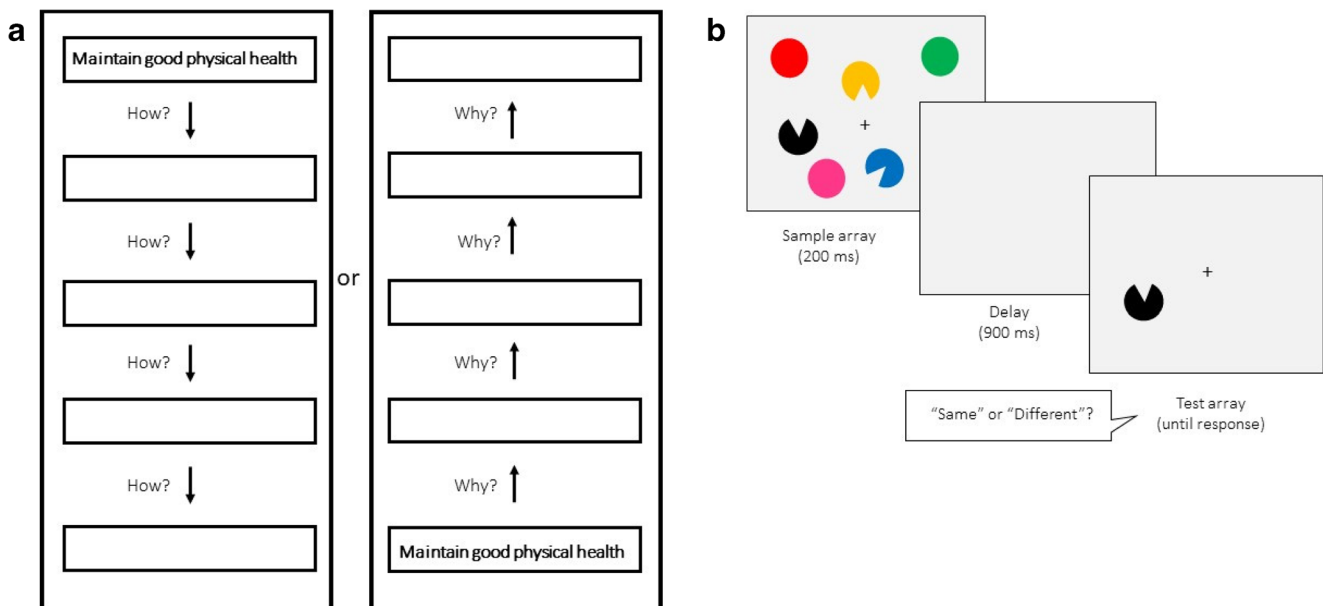 a
Maintain good physical health
How?
How?
How?
How?
or
Why?
Why?
Why?
Why?
Maintain good physical health
b
+
Sample array
(200 ms)
Delay
(900 ms)
+
"Same" or "Different"?
Test array
(until response)